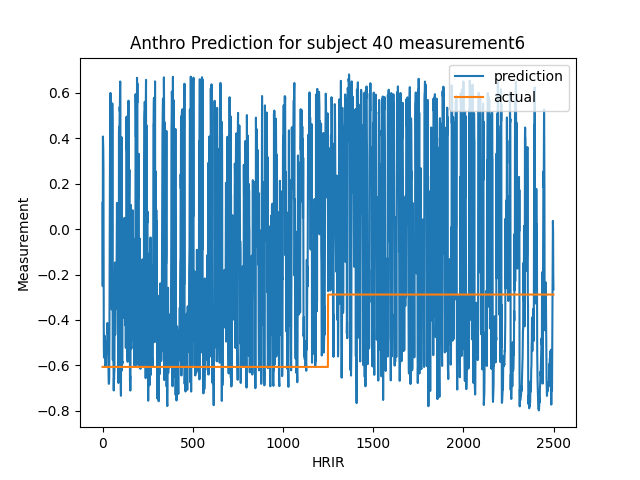 Anthro Prediction for subject 40 measurement6
prediction
actual
0.6
0.4
0.2
0.0
−0.2
−0.4
−0.6
−0.8
Measurement
0
500
1000
1500
2000
2500
HRIR